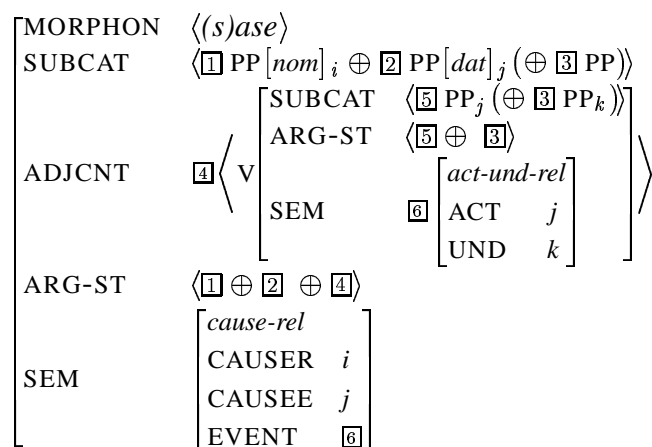 MORPHON ⟨(s)ase⟩
SUBCAT ⟨[1] PP[nom]i ⊕ [2] PP[dat]j (⊕ [3] PP)⟩
SUBCAT ⟨[5] PPj (⊕ [3] PPk)⟩
ARG-ST ⟨[5] ⊕ [3]⟩
ADJCNT [4]⟨ V
act-und-rel
SEM [6] ACT j
UND k
ARG-ST ⟨[1] ⊕ [2] ⊕ [4]⟩
cause-rel
CAUSER i
SEM
CAUSEE j
EVENT [6]